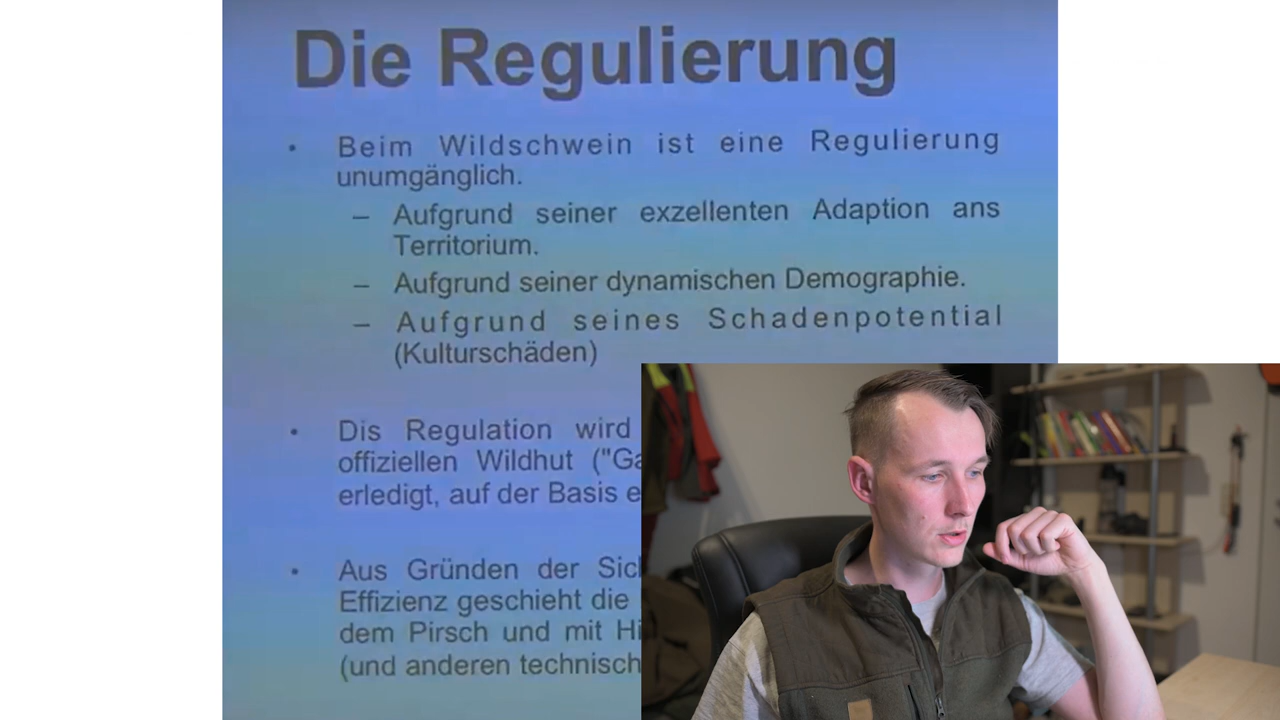 Die Regulierung
• Beim Wildschwein ist eine Regulierung
unumgänglich.
– Aufgrund seiner exzellenten Adaption ans
Territorium.
– Aufgrund seiner dynamischen Demographie.
– Aufgrund seines Schadenpotential
(Kulturschäden)
• Dis Regulation wird
offiziellen Wildhut ("Ga
erledigt, auf der Basis e
• Aus Gründen der Sic
Effizienz geschieht die
dem Pirsch und mit Hi
(und anderen technisch